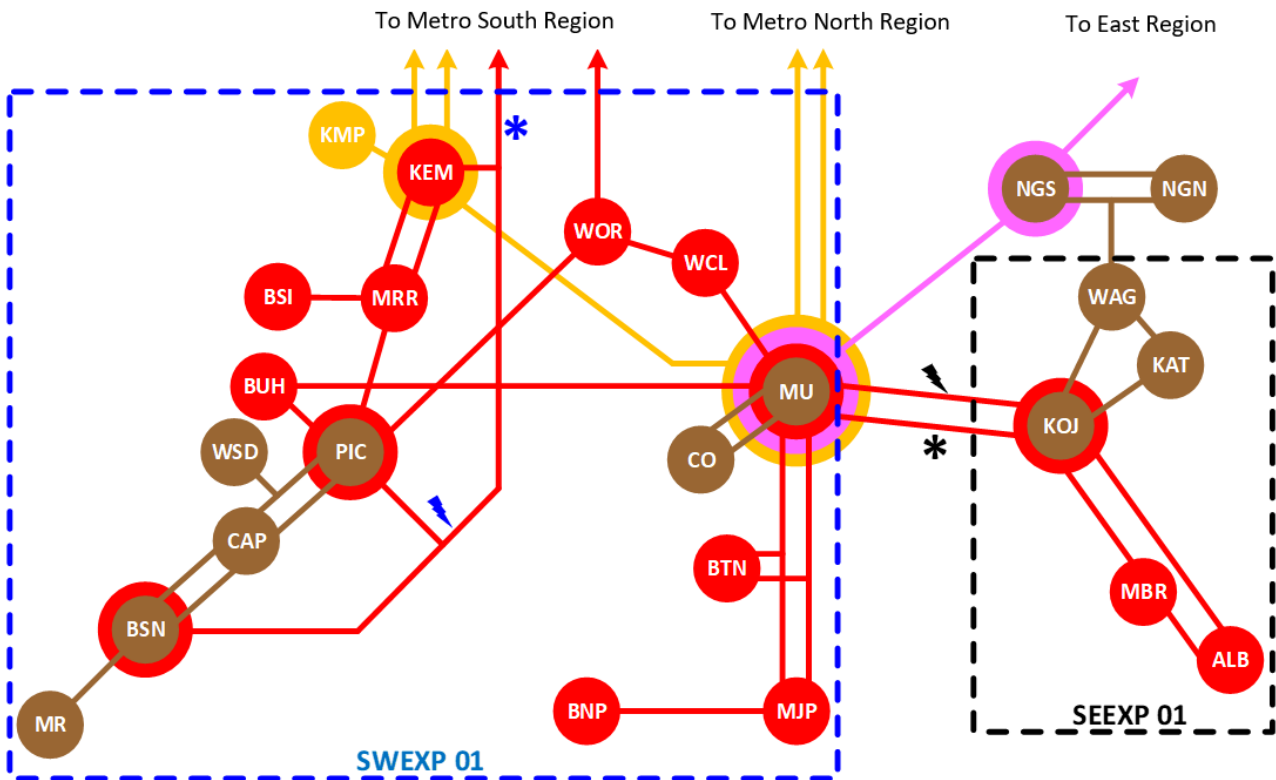 To Metro South Region
To Metro North Region
To East Region
KMP
*
KEM
NGS
NGN
WOR
WCL
BSI
MRR
WAG
KAT
BUH
MU
KOJ
WSD
PIC
CO
*
CAP
BTN
MBR
BSN
ALB
MR
BNP
MJP
SEEXP 01
SWEXP 01